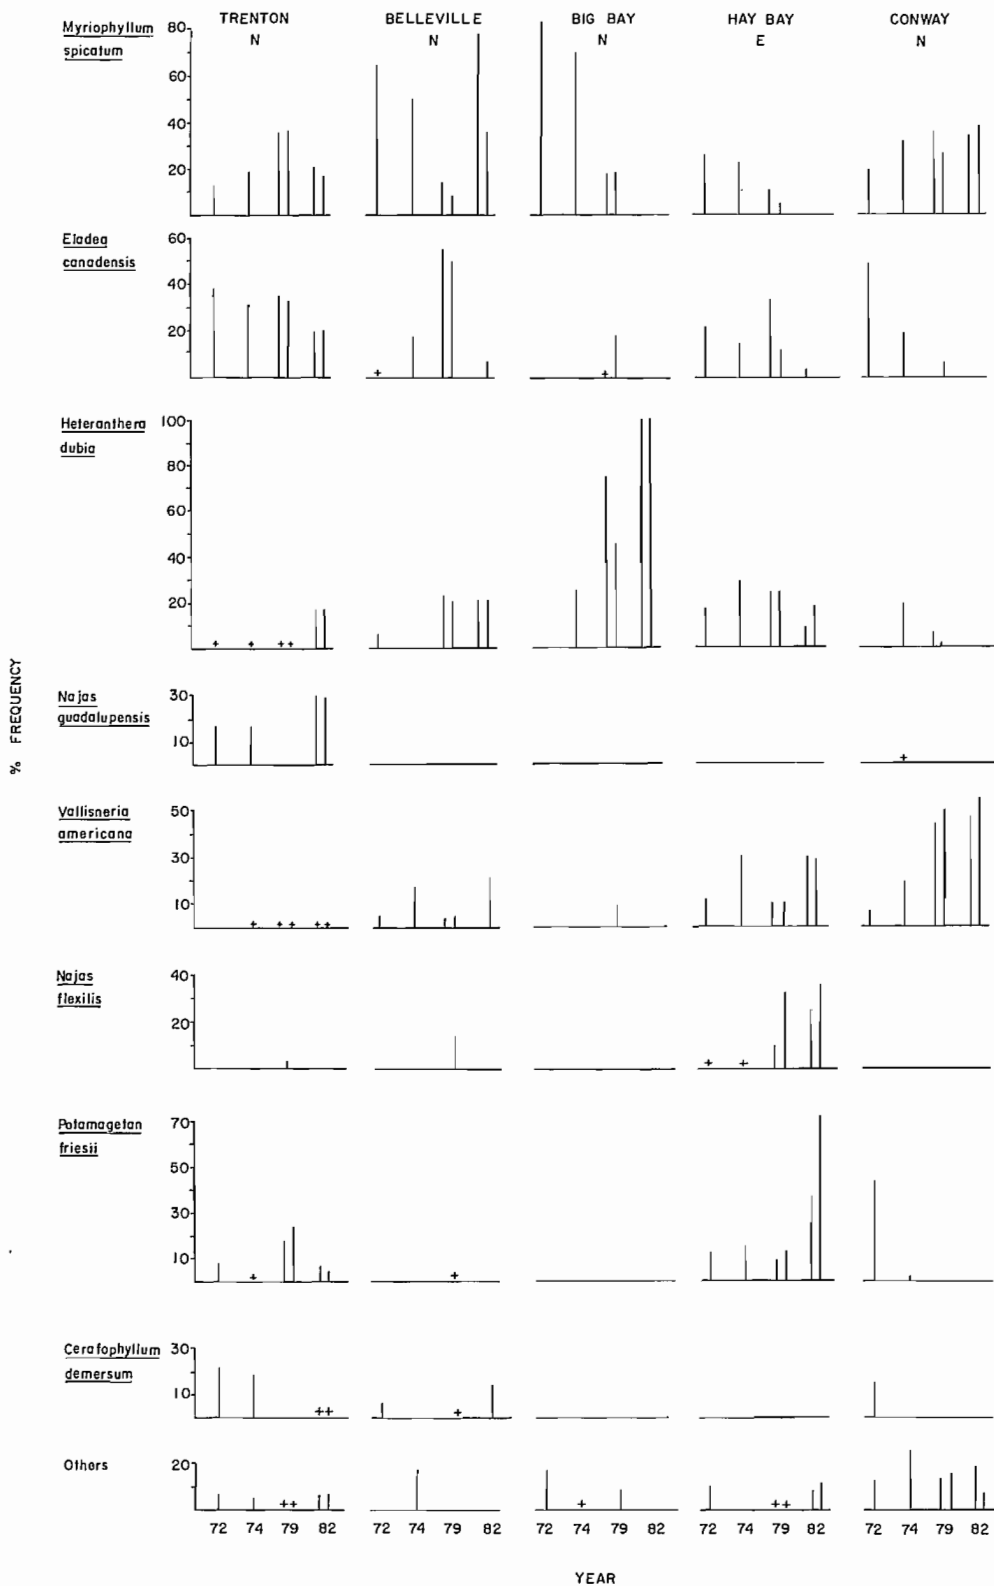 TRENTON BELLEVILLE BIG BAY HAY BAY CONWAY
N N N E N
Myriophyllum
spicatum
80
60
40
20
Eladea
canadensis
60
40
20
Heteranthera
dubia
100
80
60
40
20
% FREQUENCY
Najas
guadalupensis
30
10
Vallisneria
americana
50
30
10
Najas
flexilis
40
20
Potamagetan
friesii
70
50
30
10
Cerafophyllum
demersum
30
10
Others
20
72 74 79 82 72 74 79 82 72 74 79 82 72 74 79 82 72 74 79 82
YEAR